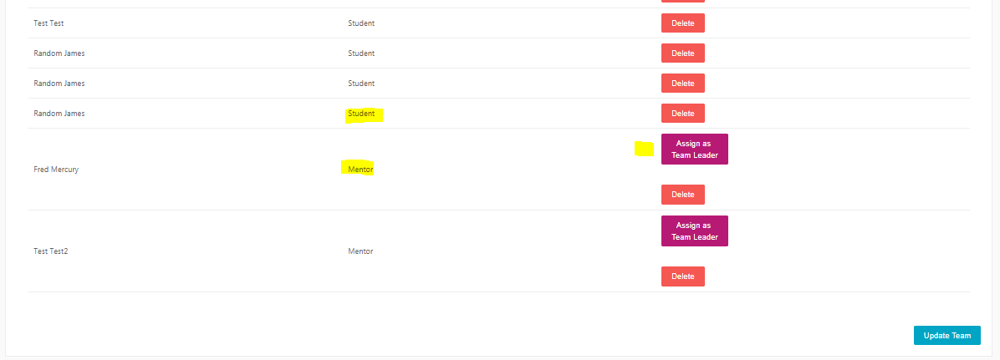 Test Test Student Delete
Random James Student Delete
Random James Student Delete
Random James Student Delete
Fred Mercury Mentor Assign as
Team Leader
Delete
Test Test2 Mentor Assign as
Team Leader
Delete
Update Team